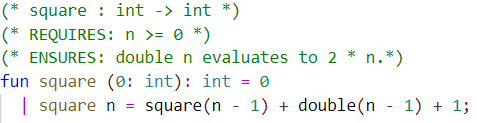 (* square : int -> int *)
(* REQUIRES: n >= 0 *)
(* ENSURES: double n evaluates to 2 * n.*)
fun square (0: int): int = 0
  | square n = square(n - 1) + double(n - 1) + 1;